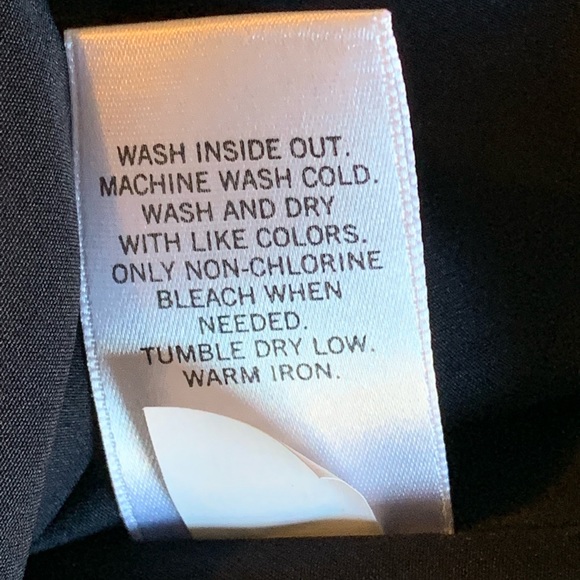 WASH INSIDE OUT.
MACHINE WASH COLD.
WASH AND DRY
WITH LIKE COLORS.
ONLY NON-CHLORINE
BLEACH WHEN
NEEDED.
TUMBLE DRY LOW.
WARM IRON.